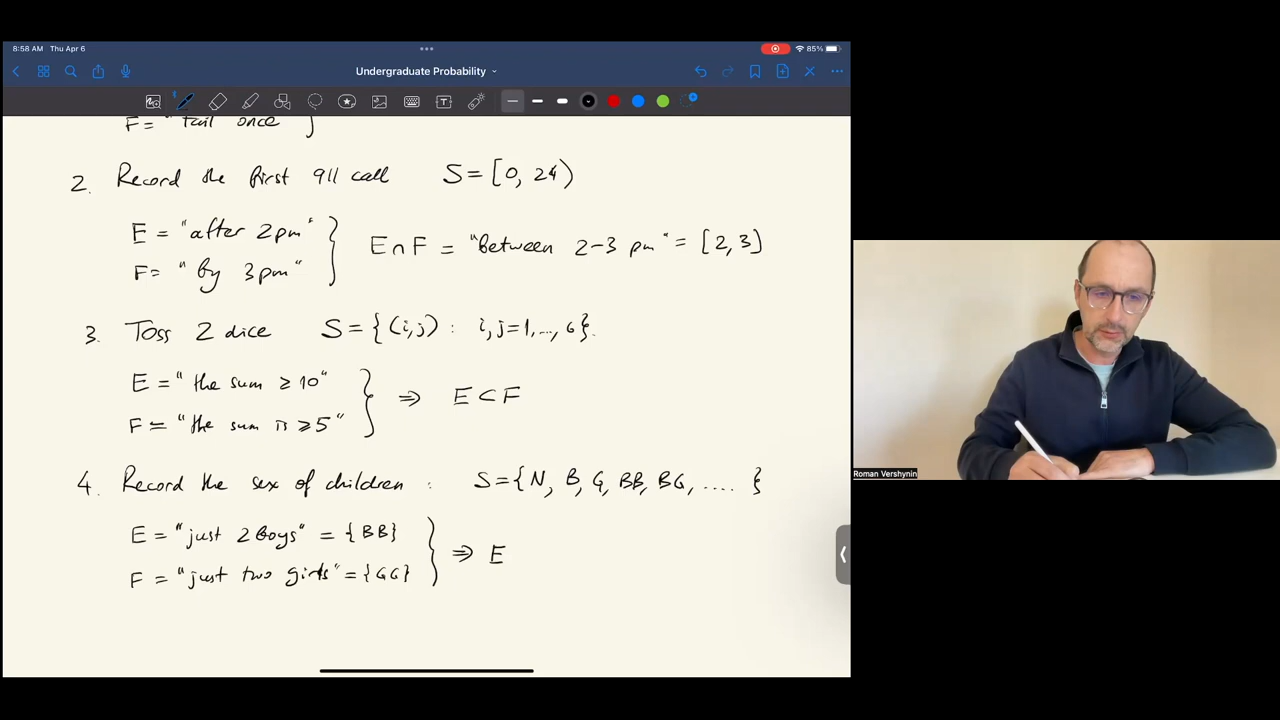 8:58 AM Thu Apr 6
85%
Undergraduate Probability
F = "tail once }
2. Record the first 911 call S = [0, 24)
E = "after 2pm"
F = "by 3pm"
} E∩F = "between 2-3 pm" = [2, 3]
3. Toss 2 dice S = {(i,j) : i, j=1,..., 6}.
E = "the sum ≥ 10"
F = "the sum is ≥ 5"
} ⇒ E ⊂ F
4. Record the sex of children : S = {N, B, G, BB, BG, .... }
E = "just 2 boys" = {BB}
F = "just two girls" = {GG}
} ⇒ E
Roman Vershynin